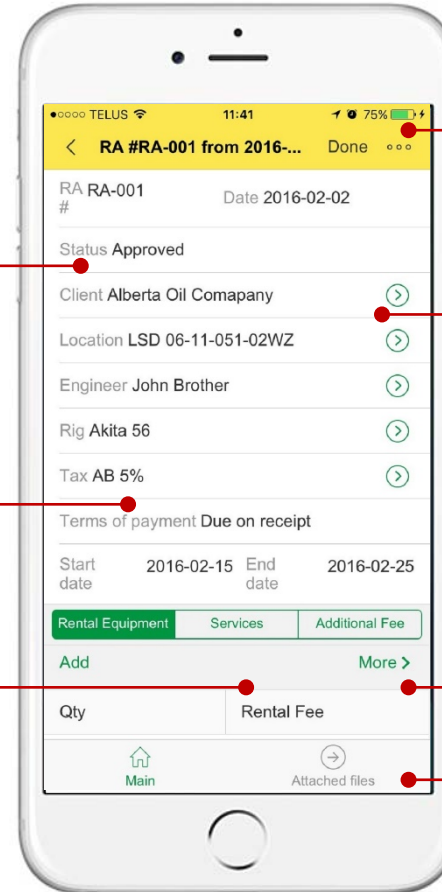 TELUS 11:41 75%
RA #RA-001 from 2016-... Done
RA # RA-001 Date 2016-02-02
Status Approved
Client Alberta Oil Comapany
Location LSD 06-11-051-02WZ
Engineer John Brother
Rig Akita 56
Tax AB 5%
Terms of payment Due on receipt
Start date 2016-02-15 End date 2016-02-25
Rental Equipment Services Additional Fee
Add More >
Qty Rental Fee
Main Attached files